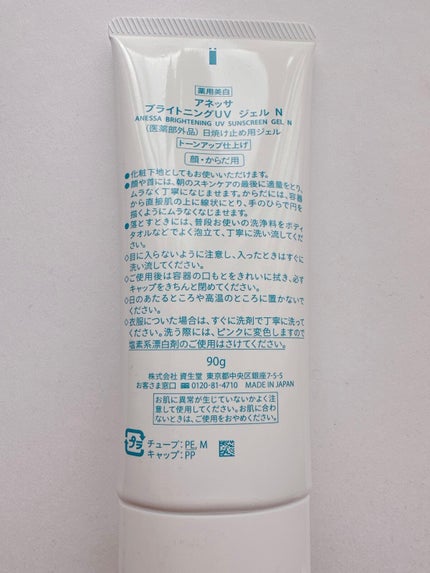 薬用美白
アネッサ
ブライトニングUV ジェル N
ANESSA BRIGHTENING UV SUNSCREEN GEL N
〈医薬部外品〉日焼け止め用ジェル
トーンアップ仕上げ
顔・からだ用
●化粧下地としてもお使いいただけます。
●顔や首には、朝のスキンケアの最後に適量をとり、
ムラなく丁寧になじませます。からだには、容器
から直接肌の上に線状にとり、手のひらで円を
描くようにムラなくなじませます。
●落とすときには、普段お使いの洗浄料をボディ
タオルなどでよく泡立て、丁寧に洗い流してくださ
い。
◇目に入らないように注意し、入ったときはすぐに
洗い流してください。
◇ご使用後は容器の口もとをきれいに拭き、必ず
キャップをきちんと閉めてください。
◇日のあたるところや高温のところに置かないで
ください。
◇衣服についた場合は、すぐに洗剤で丁寧に洗って
ください。洗う際には、ピンクに変色しますので
塩素系漂白剤のご使用はさけてください。
90g
株式会社 資生堂 東京都中央区銀座7-5-5
お客さま窓口 0120-81-4710 MADE IN JAPAN
お肌に異常が生じていないかよく注
意して使用してください。お肌に合わ
ないときは、ご使用をおやめください。
プラ チューブ:PE, M
キャップ:PP